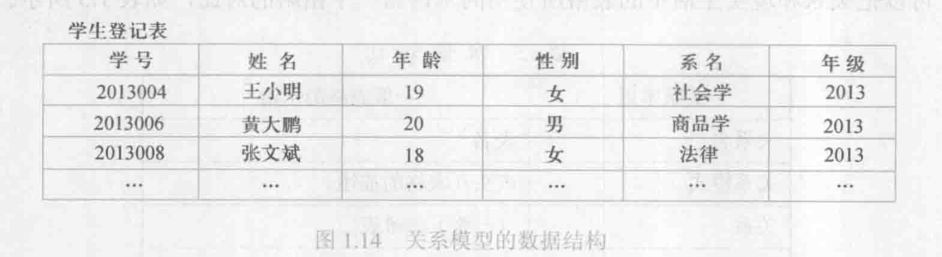 学生登记表
学号 姓名 年龄 性别 系名 年级
2013004 王小明 19 女 社会学 2013
2013006 黄大鹏 20 男 商品学 2013
2013008 张文斌 18 女 法律 2013
… … … … … …
图 1.14 关系模型的数据结构